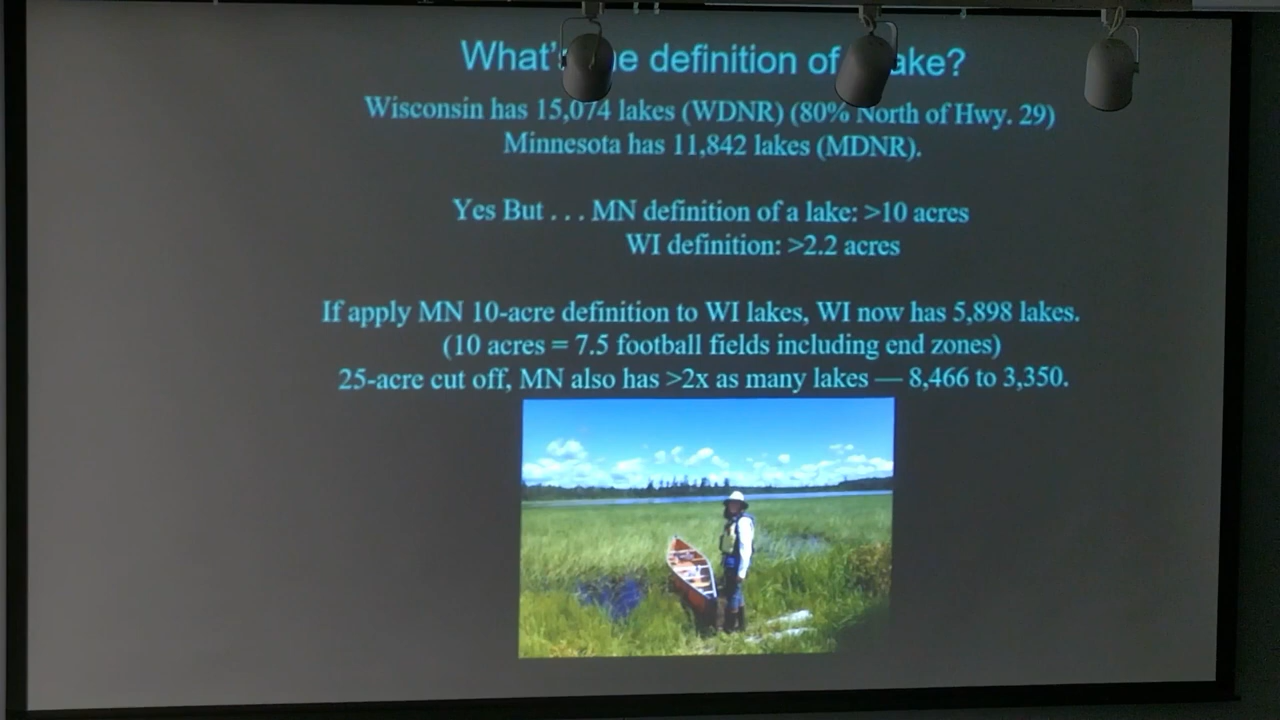 What's the definition of a lake?
Wisconsin has 15,074 lakes (WDNR) (80% North of Hwy. 29)
Minnesota has 11,842 lakes (MDNR).
Yes But . . . MN definition of a lake: >10 acres
WI definition: >2.2 acres
If apply MN 10-acre definition to WI lakes, WI now has 5,898 lakes.
(10 acres = 7.5 football fields including end zones)
25-acre cut off, MN also has >2x as many lakes — 8,466 to 3,350.